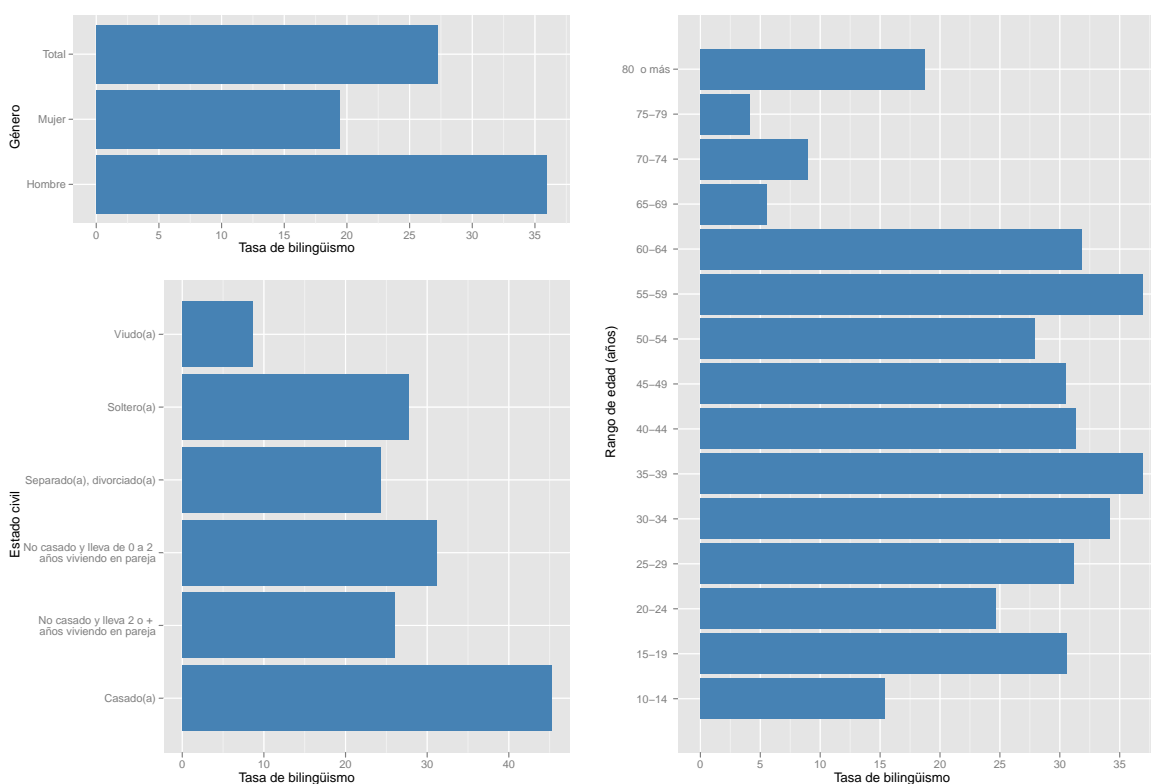 Género
Total
Mujer
Hombre
0 5 10 15 20 25 30 35
Tasa de bilingüismo
Estado civil
Viudo(a)
Soltero(a)
Separado(a), divorciado(a)
No casado y lleva de 0 a 2
años viviendo en pareja
No casado y lleva 2 o +
años viviendo en pareja
Casado(a)
0 10 20 30 40
Tasa de bilingüismo
Rango de edad (años)
80 o más
75−79
70−74
65−69
60−64
55−59
50−54
45−49
40−44
35−39
30−34
25−29
20−24
15−19
10−14
0 5 10 15 20 25 30 35
Tasa de bilingüismo